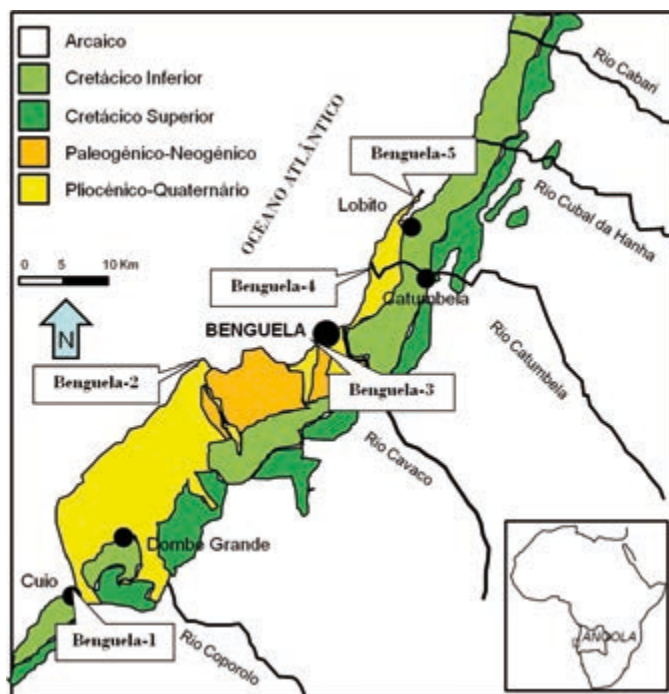 Arcaico
Cretácico Inferior
Cretácico Superior
Paleogénico-Neogénico
Pliocénico-Quaternário
0 5 10 Km
N
OCEANO ATLÂNTICO
Rio Cabari
Benguela-5
Lobito
Rio Cubal da Hanha
Benguela-4
Catumbela
BENGUELA
Rio Catumbela
Benguela-2
Benguela-3
Rio Cavaco
Dombe Grande
Cuio
Benguela-1
Rio Coporolo
ANGOLA